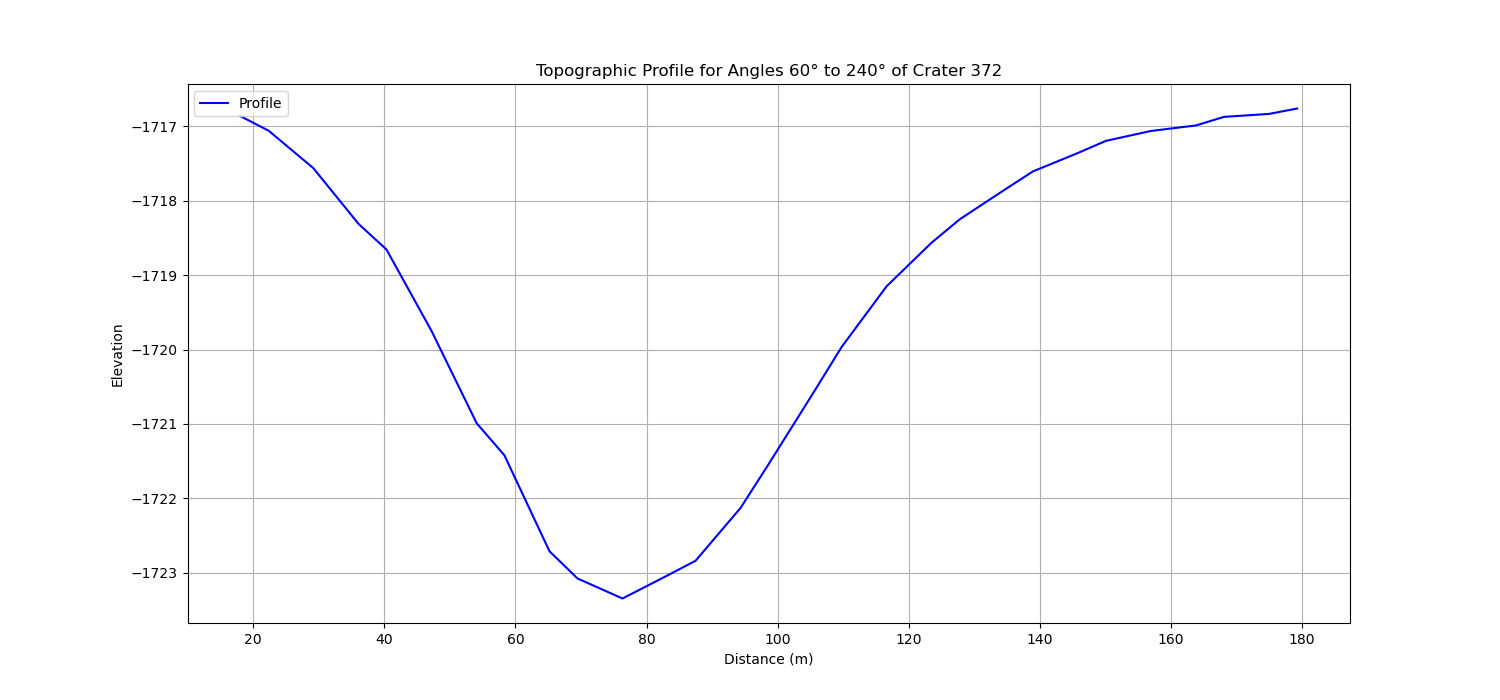 Topographic Profile for Angles 60° to 240° of Crater 372
Profile
−1717
−1718
−1719
−1720
−1721
−1722
−1723
Elevation
20 40 60 80 100 120 140 160 180
Distance (m)